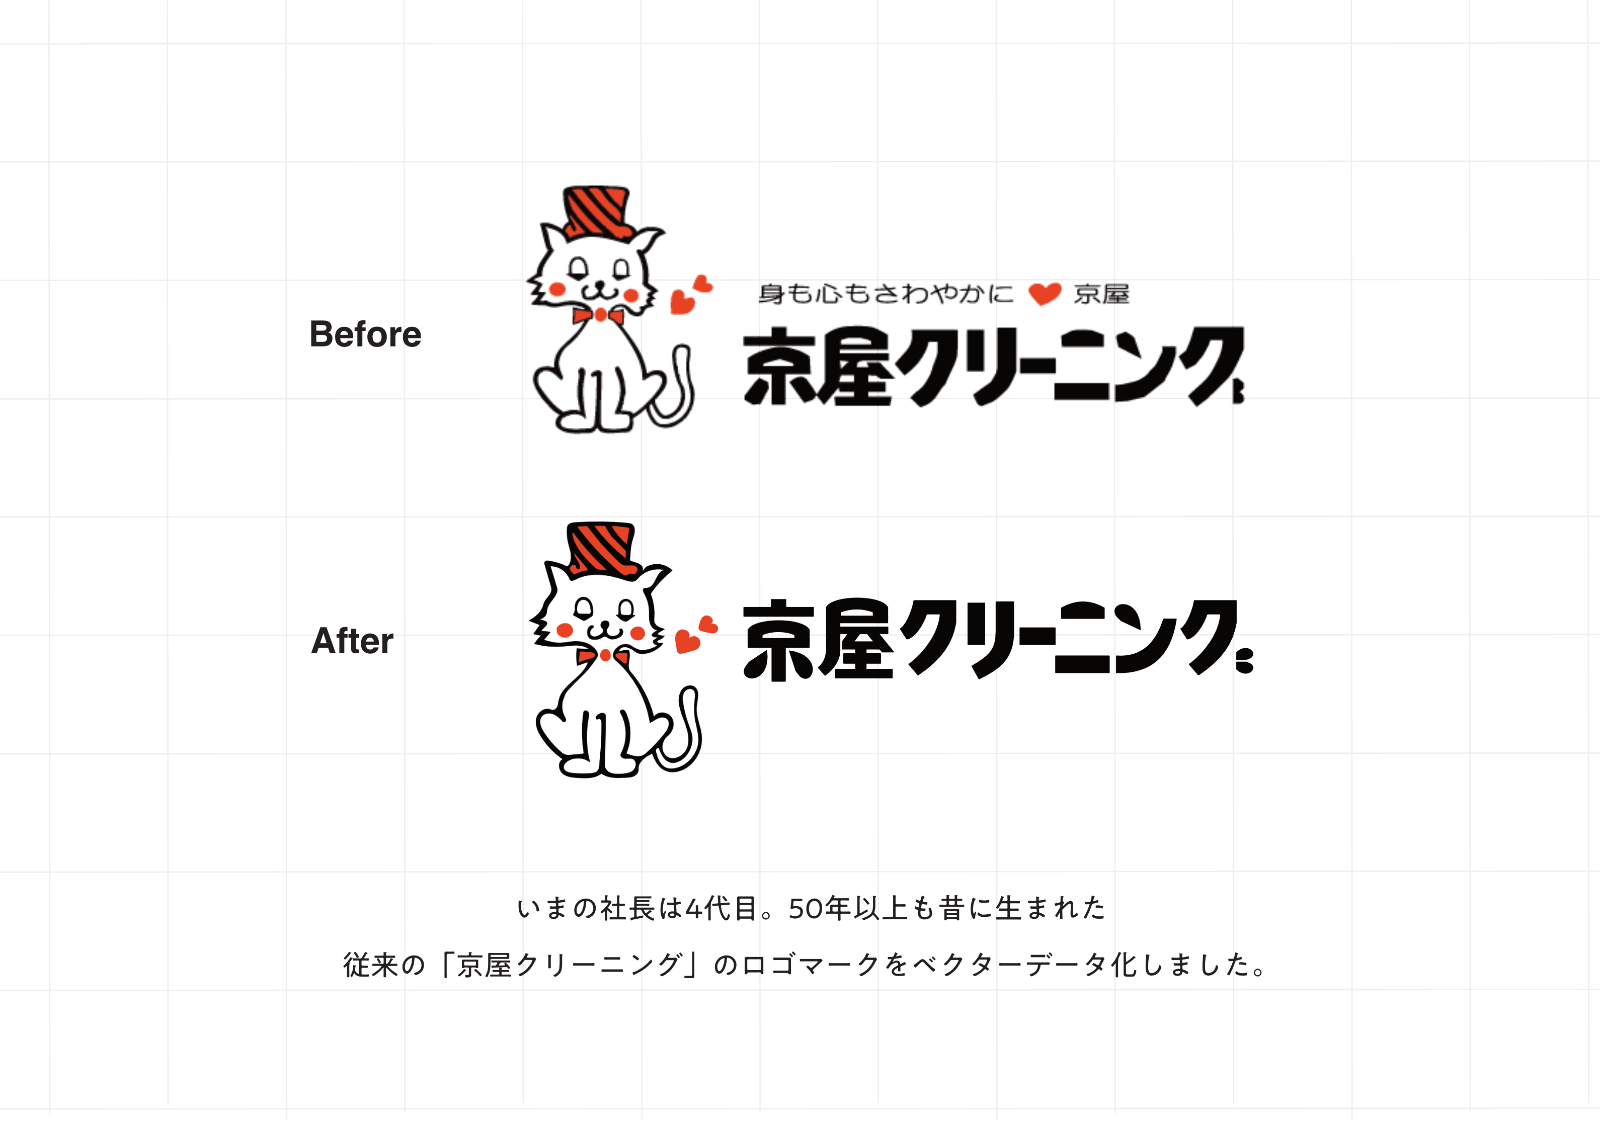 身も心もさわやかに ♥ 京屋
Before
京屋クリーニング
After
京屋クリーニング
いまの社長は4代目。50年以上も昔に生まれた
従来の「京屋クリーニング」のロゴマークをベクターデータ化しました。